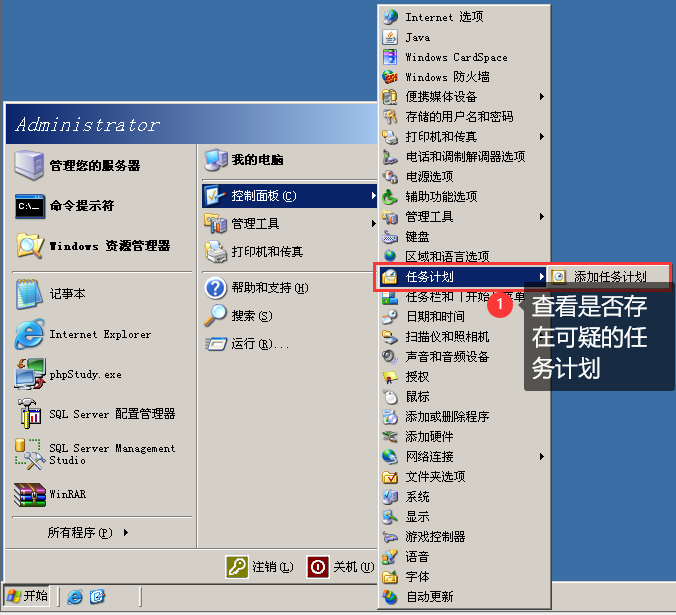 Administrator
管理您的服务器
命令提示符
Windows 资源管理器
记事本
Internet Explorer
phpStudy.exe
SQL Server 配置管理器
SQL Server Management
Studio
WinRAR
所有程序(P)
我的电脑
控制面板(C)
管理工具
打印机和传真
帮助和支持(H)
搜索(S)
运行(R)...
注销(L)
关机(U)
开始
Internet 选项
Java
Windows CardSpace
Windows 防火墙
便携媒体设备
存储的用户名和密码
打印机和传真
电话和调制解调器选项
电源选项
辅助功能选项
管理工具
键盘
区域和语言选项
任务计划
添加任务计划
任务栏和「开始」菜单
日期和时间
扫描仪和照相机
声音和音频设备
授权
鼠标
添加或删除程序
添加硬件
网络连接
文件夹选项
系统
显示
游戏控制器
语音
字体
自动更新
1
查看是否存
在可疑的任
务计划
C:\_